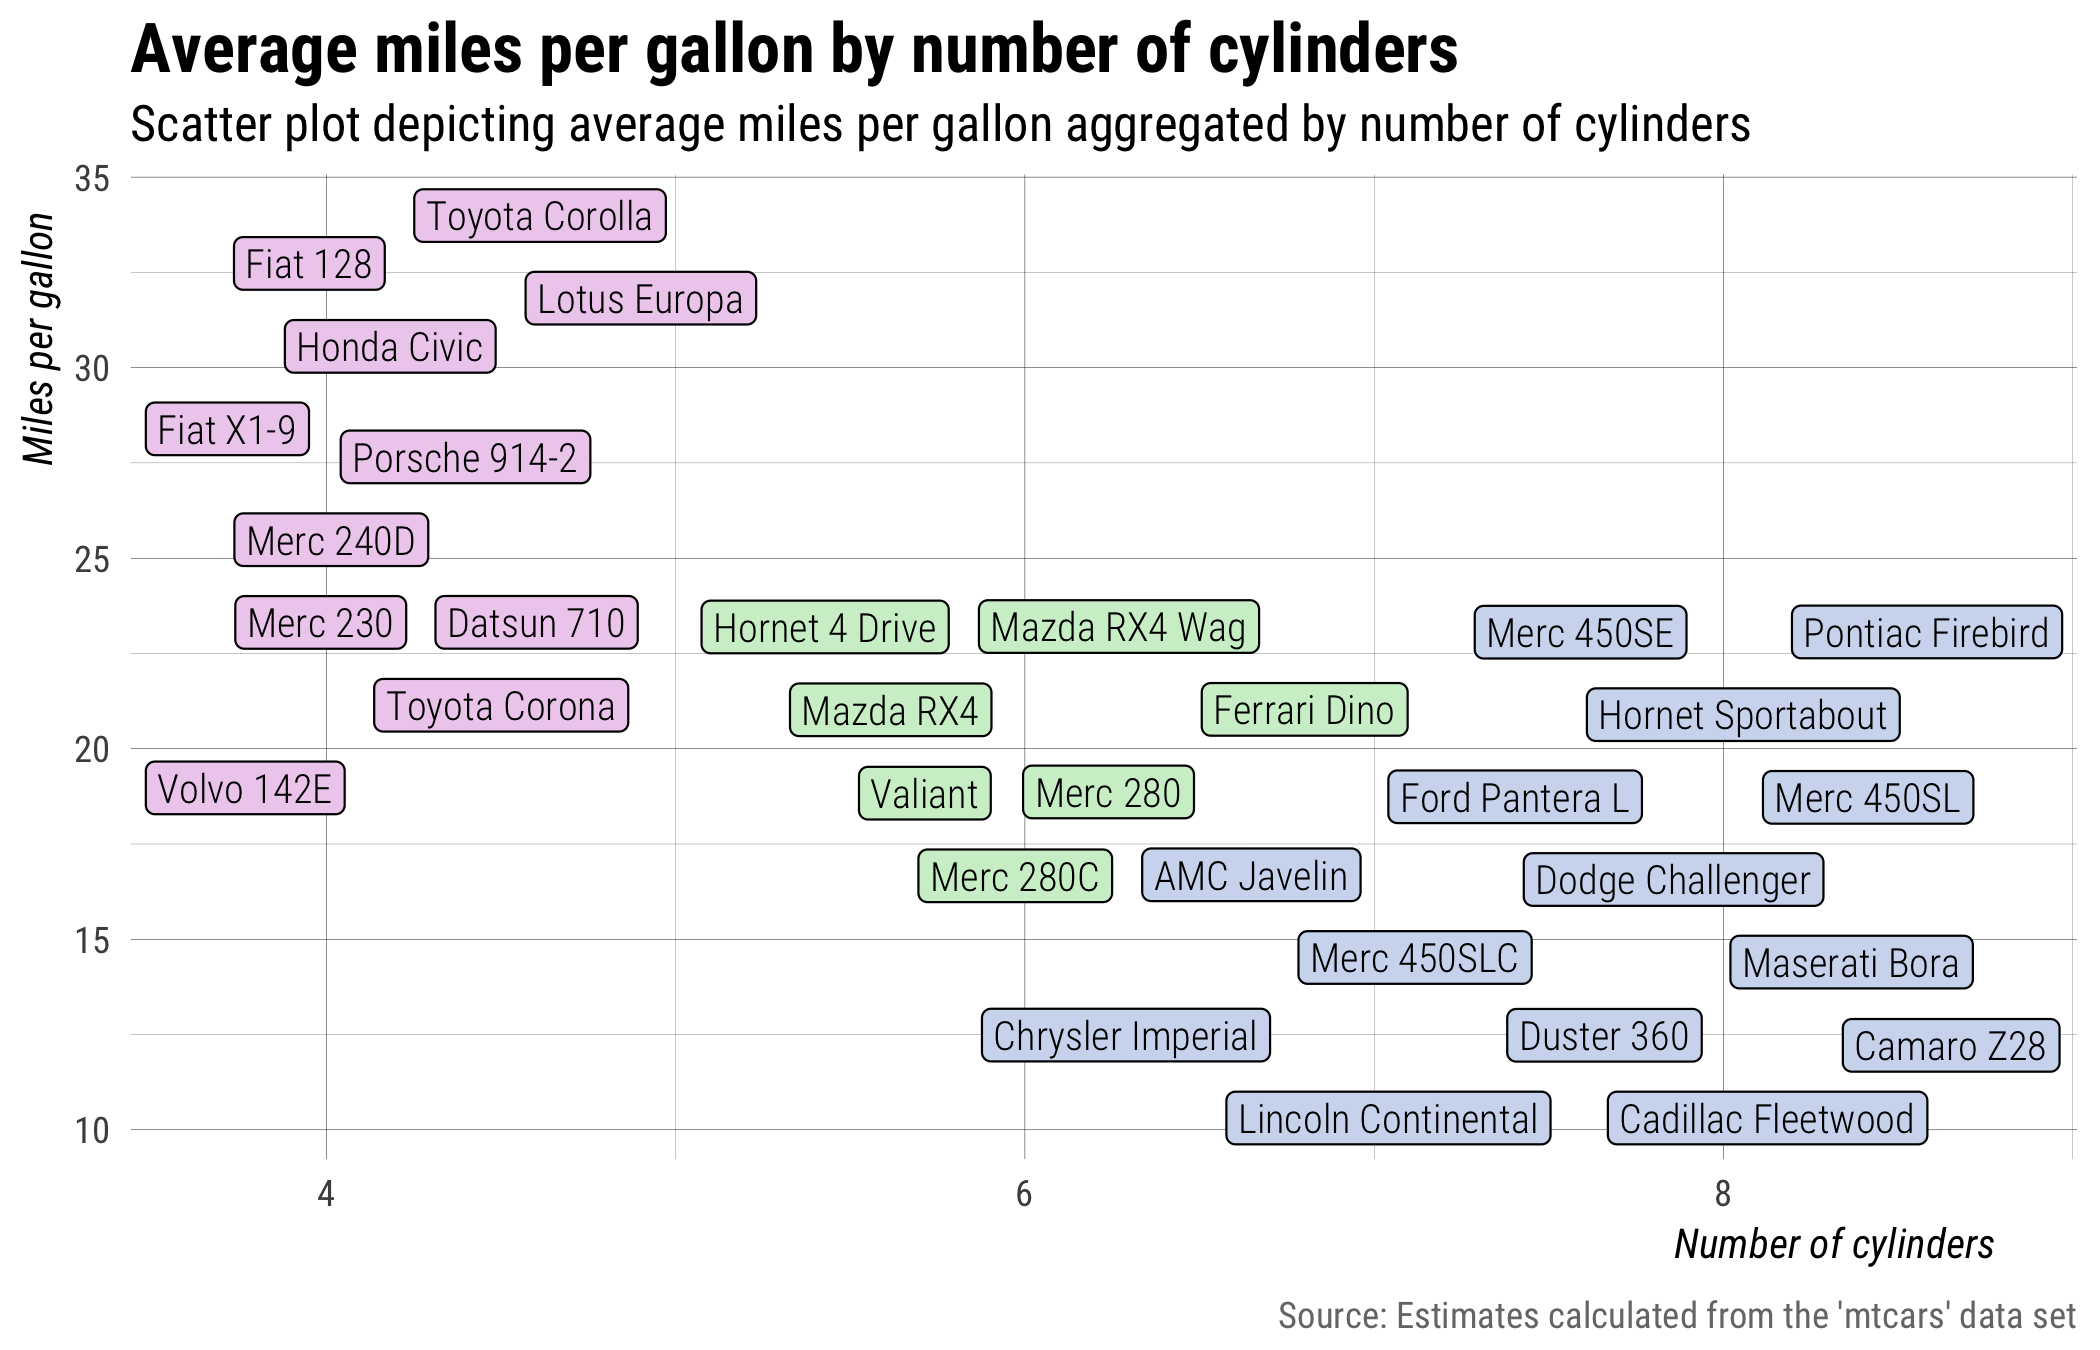 Average miles per gallon by number of cylinders
Scatter plot depicting average miles per gallon aggregated by number of cylinders
Miles per gallon
35
30
25
20
15
10
Toyota Corolla
Fiat 128
Lotus Europa
Honda Civic
Fiat X1-9
Porsche 914-2
Merc 240D
Merc 230
Datsun 710
Hornet 4 Drive
Mazda RX4 Wag
Merc 450SE
Pontiac Firebird
Toyota Corona
Mazda RX4
Ferrari Dino
Hornet Sportabout
Volvo 142E
Valiant
Merc 280
Ford Pantera L
Merc 450SL
Merc 280C
AMC Javelin
Dodge Challenger
Merc 450SLC
Maserati Bora
Chrysler Imperial
Duster 360
Camaro Z28
Lincoln Continental
Cadillac Fleetwood
4 6 8
Number of cylinders
Source: Estimates calculated from the 'mtcars' data set